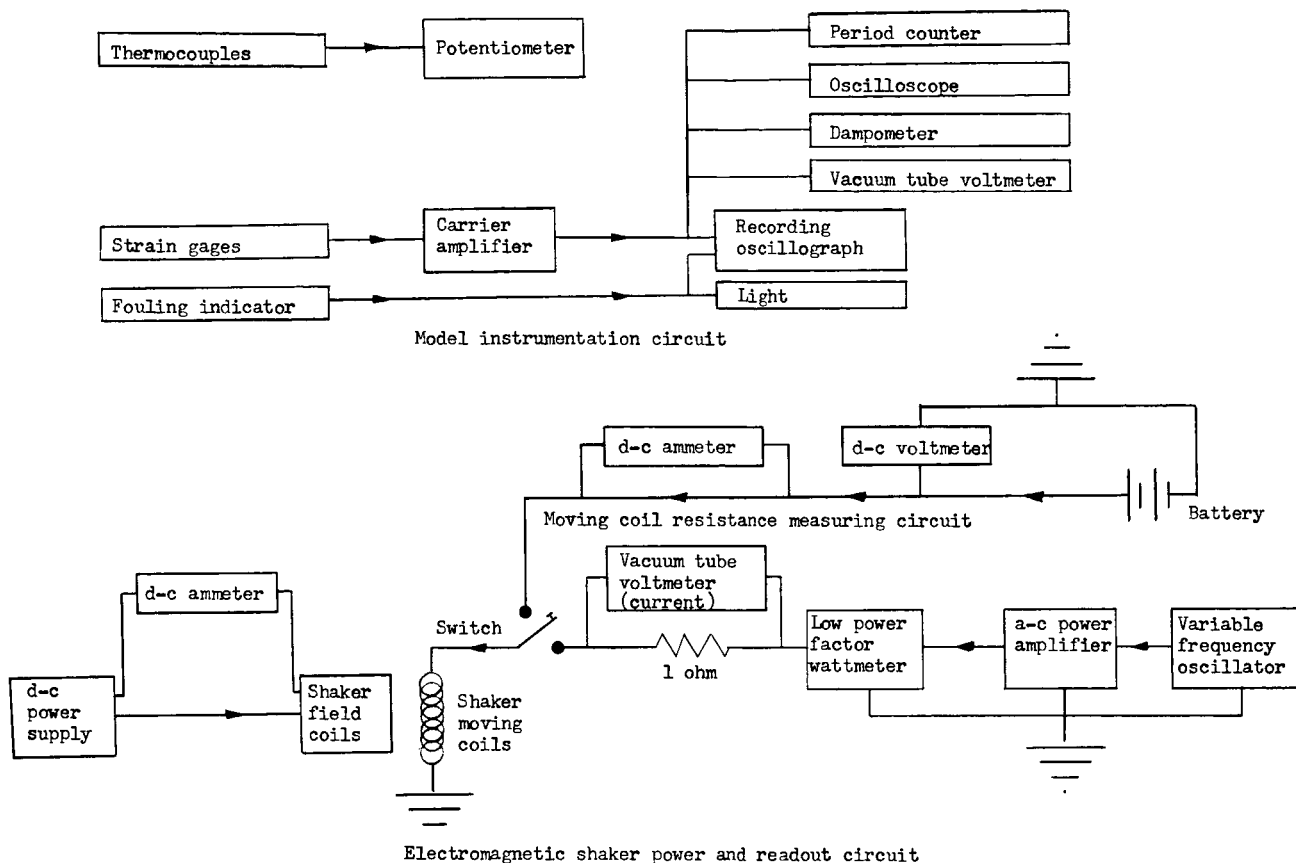 Thermocouples
Potentiometer
Period counter
Oscilloscope
Dampometer
Vacuum tube voltmeter
Strain gages
Carrier
amplifier
Recording
oscillograph
Fouling indicator
Light
Model instrumentation circuit
d-c ammeter
d-c voltmeter
Moving coil resistance measuring circuit
Battery
Vacuum tube
voltmeter
(current)
d-c ammeter
Switch
1 ohm
Low power
factor
wattmeter
a-c power
amplifier
Variable
frequency
oscillator
d-c
power
supply
Shaker
field
coils
Shaker
moving
coils
Electromagnetic shaker power and readout circuit